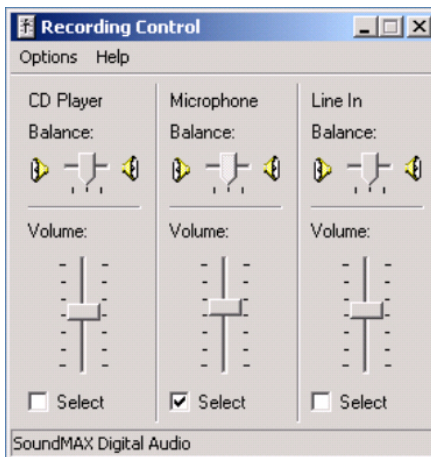 Recording Control
Options Help
CD Player Microphone Line In
Balance: Balance: Balance:
Volume: Volume: Volume:
Select Select Select
SoundMAX Digital Audio